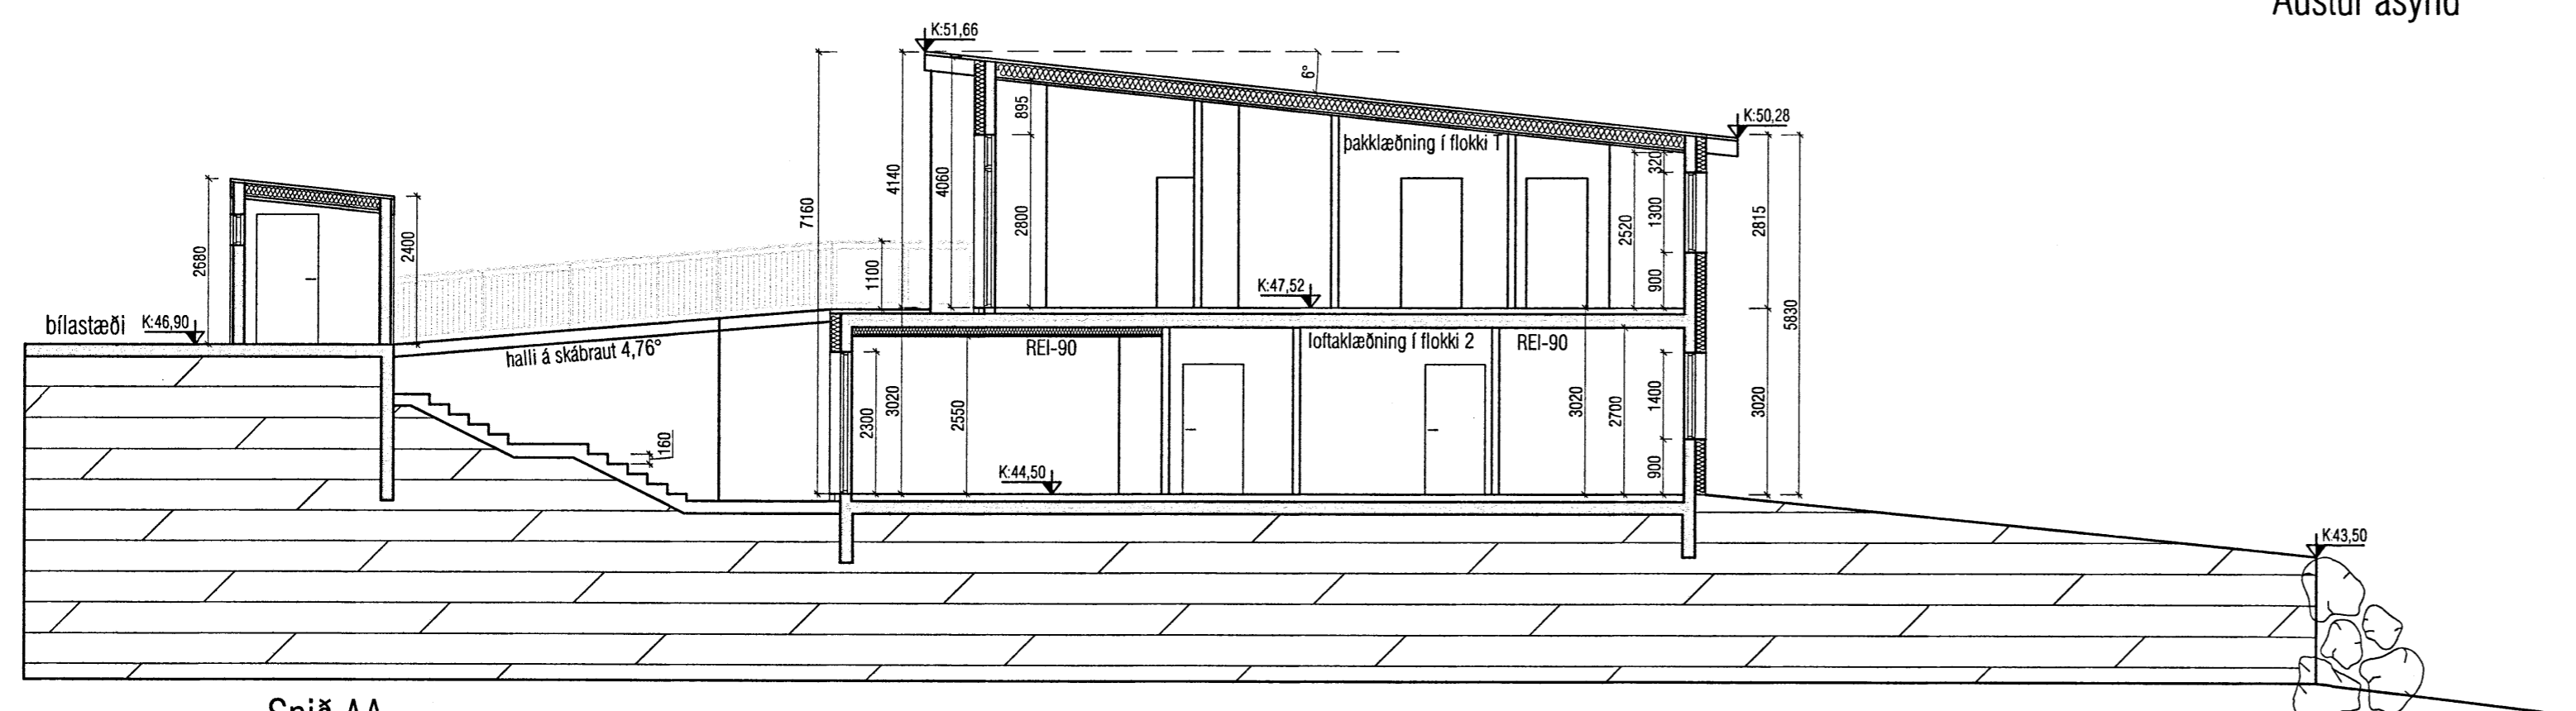 Austur ásýnd
K:51,66
6°
K:50,28
895
þakklæðning í flokki 1
320
7160
4140
4060
2800
2520
1300
2815
2680
2400
1100
900
5830
K:47,52
bílastæði K:46,90
halli á skábraut 4,76°
REI-90
loftaklæðning í flokki 2
REI-90
2300
3020
2550
3020
2700
1400
3020
160
900
K:44,50
K:43,50
Snið AA